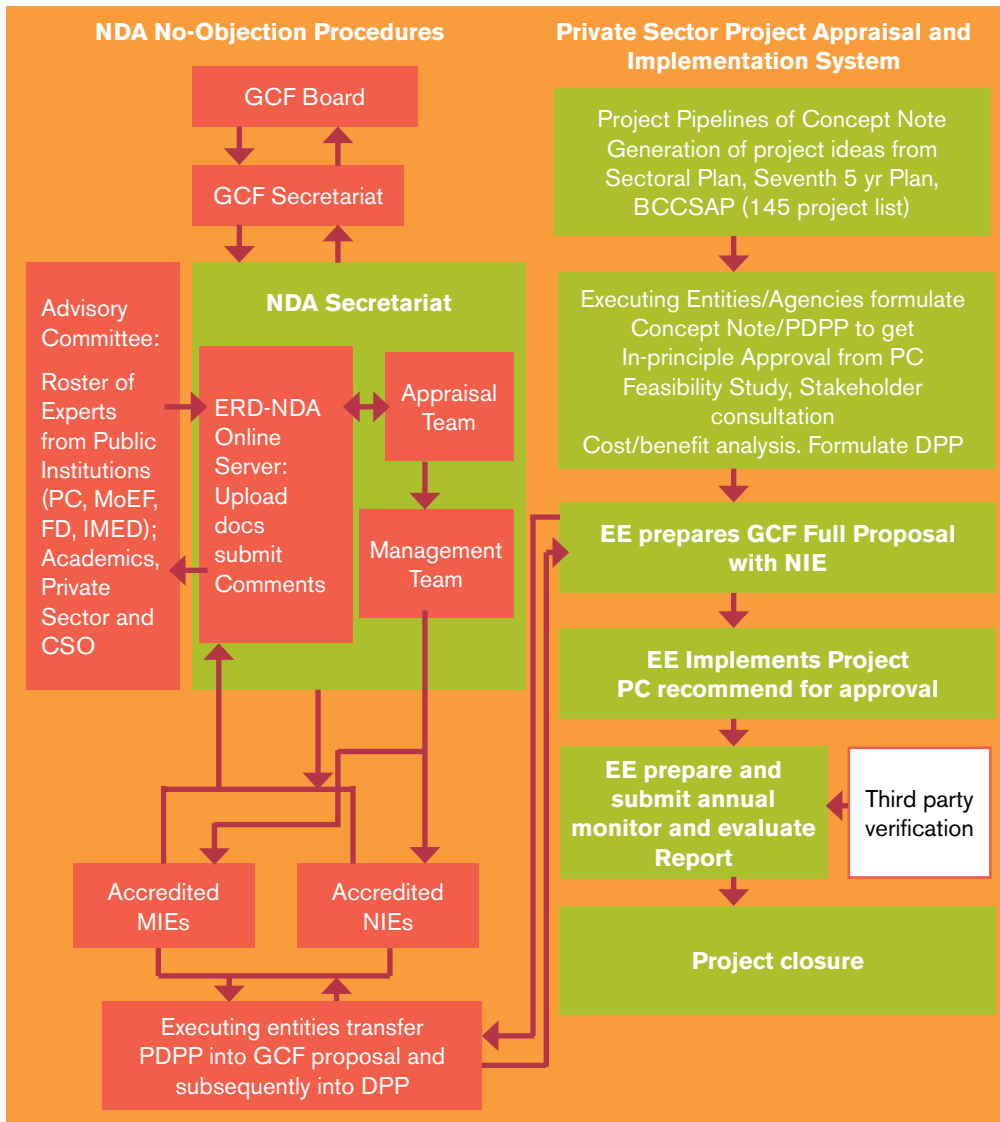 NDA No-Objection Procedures
GCF Board
GCF Secretariat
Advisory
Committee:
Roster of
Experts
from Public
Institutions
(PC, MoEF,
FD, IMED);
Academics,
Private
Sector and
CSO
NDA Secretariat
ERD-NDA
Online
Server:
Upload
docs
submit
Comments
Appraisal
Team
Management
Team
Accredited
MIEs
Accredited
NIEs
Executing entities transfer
PDPP into GCF proposal and
subsequently into DPP
Private Sector Project Appraisal and
Implementation System
Project Pipelines of Concept Note
Generation of project ideas from
Sectoral Plan, Seventh 5 yr Plan,
BCCSAP (145 project list)
Executing Entities/Agencies formulate
Concept Note/PDPP to get
In-principle Approval from PC
Feasibility Study, Stakeholder
consultation
Cost/benefit analysis. Formulate DPP
EE prepares GCF Full Proposal
with NIE
EE Implements Project
PC recommend for approval
EE prepare and
submit annual
monitor and evaluate
Report
Third party
verification
Project closure